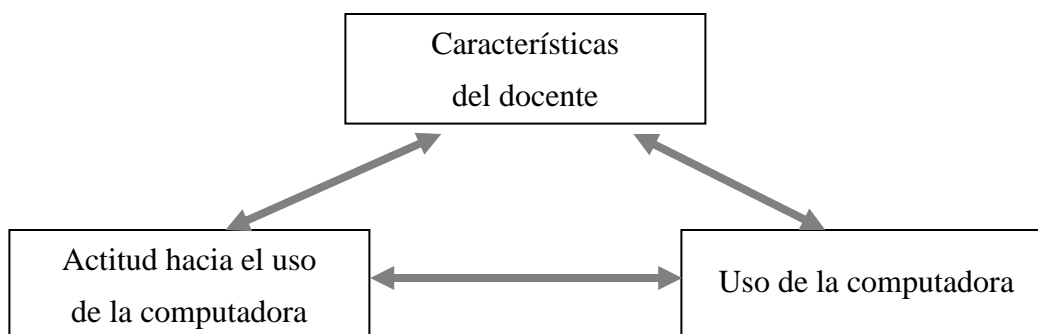 Características
del docente
Actitud hacia el uso
de la computadora
Uso de la computadora